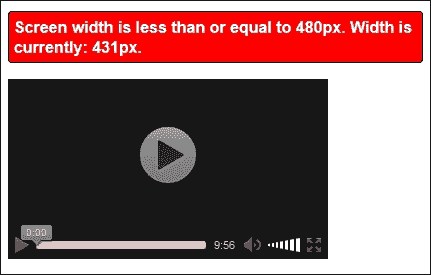 Screen width is less than or equal to 480px. Width is
currently: 431px.
0:00
9:56